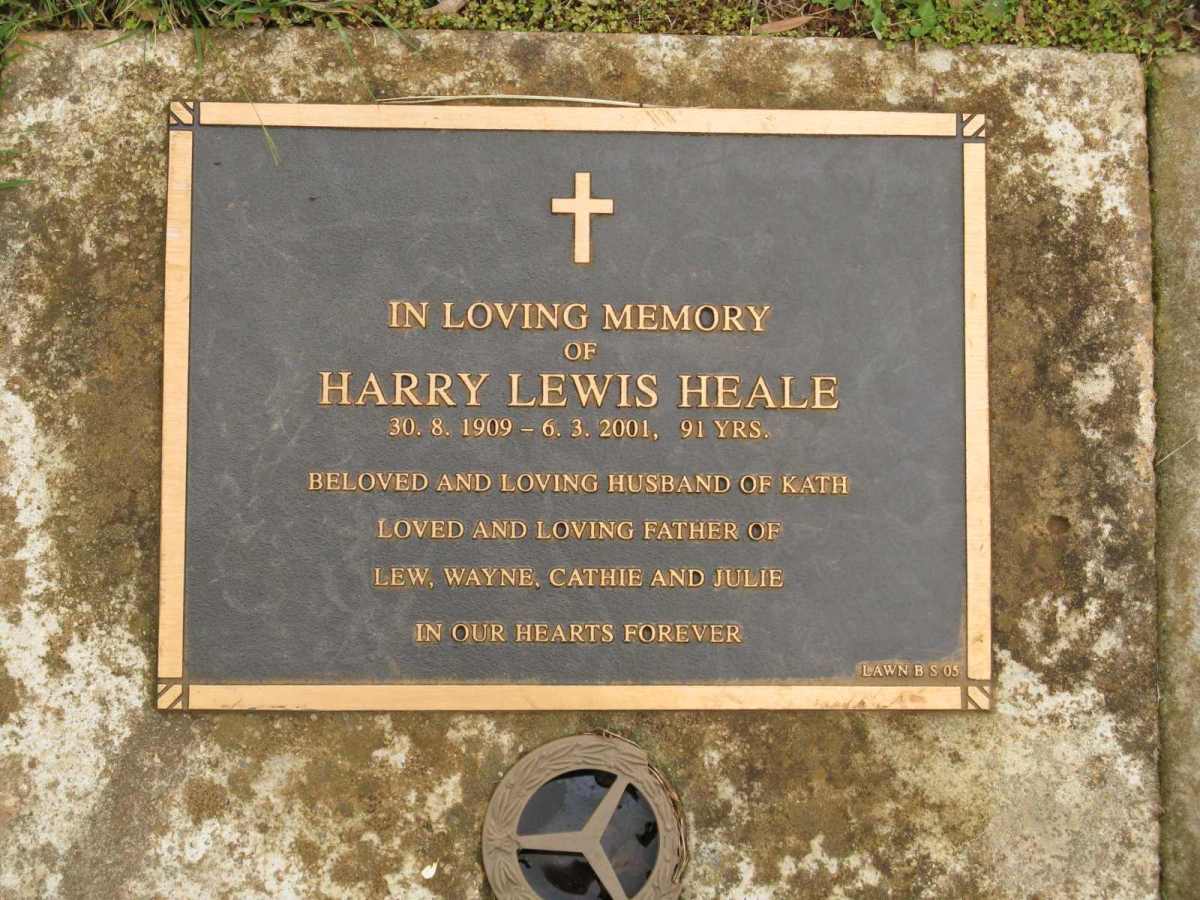 IN LOVING MEMORY
OF
HARRY LEWIS HEALE
30. 8. 1909 – 6. 3. 2001, 91 YRS.
BELOVED AND LOVING HUSBAND OF KATH
LOVED AND LOVING FATHER OF
LEW, WAYNE, CATHIE AND JULIE
IN OUR HEARTS FOREVER
LAWN B S 05